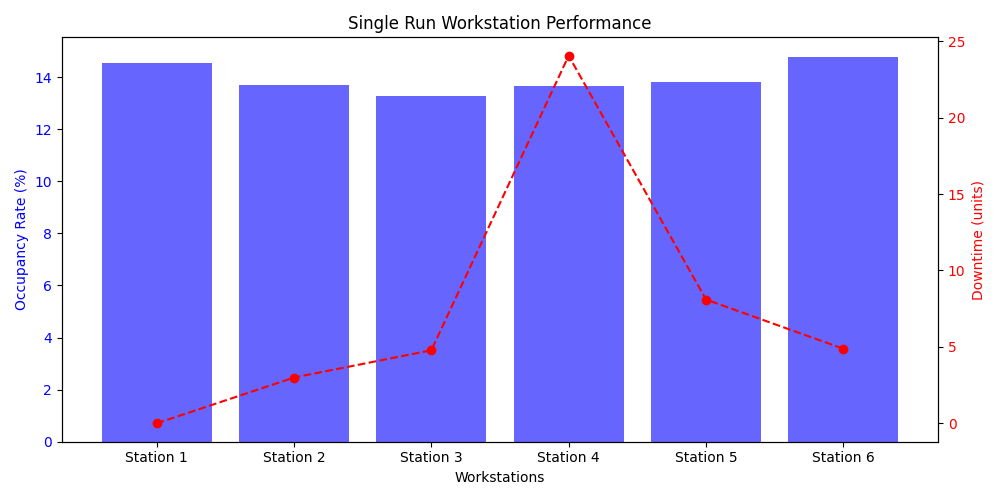 Single Run Workstation Performance
Occupancy Rate (%)
14
12
10
8
6
4
2
0
25
20
15
10
5
0
Downtime (units)
Station 1 Station 2 Station 3 Station 4 Station 5 Station 6
Workstations